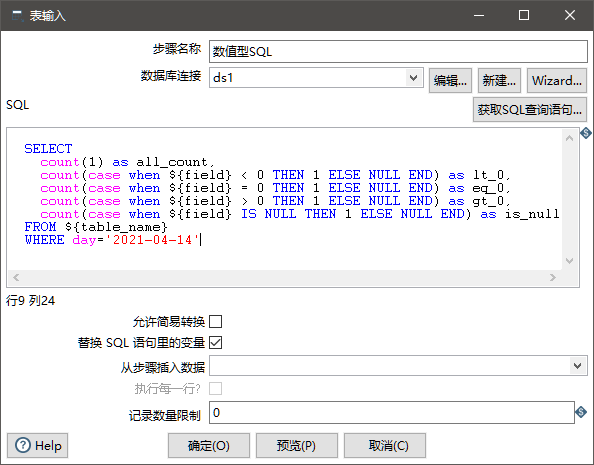 表输入
步骤名称 数值型SQL
数据库连接 ds1 编辑... 新建... Wizard...
SQL 获取SQL查询语句...
SELECT
count(1) as all_count,
count(case when ${field} < 0 THEN 1 ELSE NULL END) as lt_0,
count(case when ${field} = 0 THEN 1 ELSE NULL END) as eq_0,
count(case when ${field} > 0 THEN 1 ELSE NULL END) as gt_0,
count(case when ${field} IS NULL THEN 1 ELSE NULL END) as is_null
FROM ${table_name}
WHERE day='2021-04-14'
行9 列24
允许简易转换
替换 SQL 语句里的变量
从步骤插入数据
执行每一行?
记录数量限制 0
Help 确定(O) 预览(P) 取消(C)